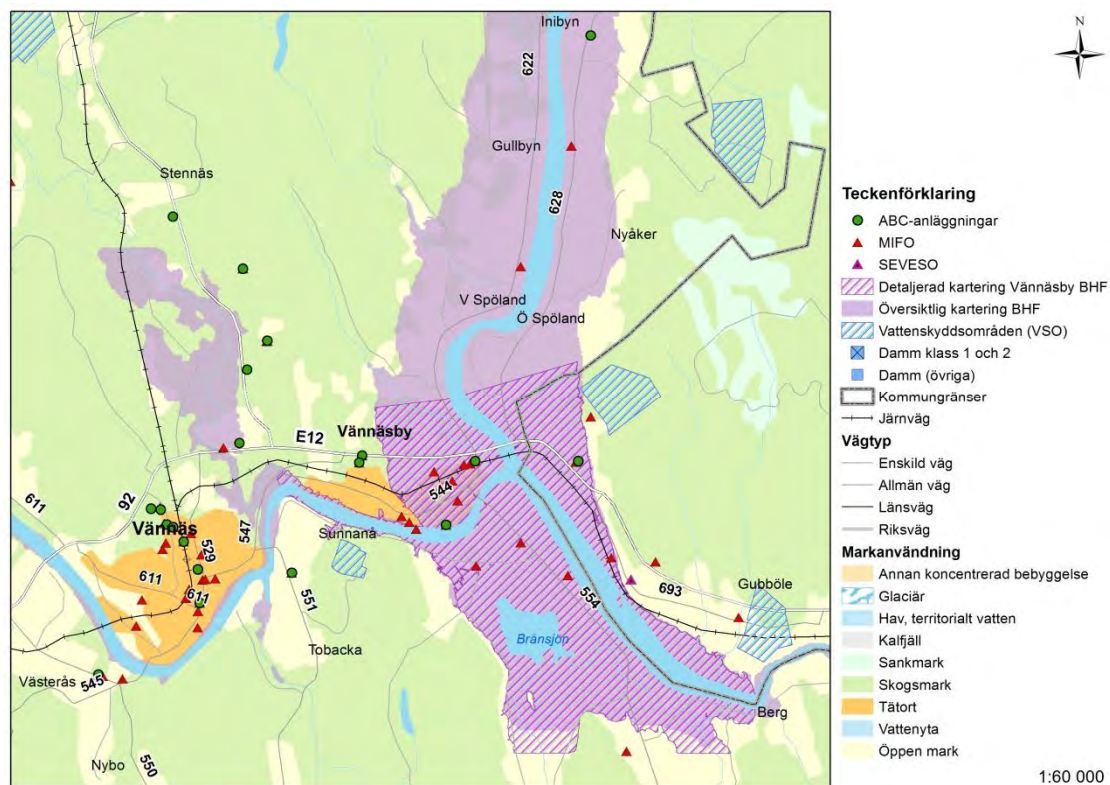 Inibyn
622
Gullbyn
Stennäs
628
Nyåker
V Spöland
Ö Spöland
Vännäsby
E12
92
611
544
Vännäs
547
529
Sunnanå
611
611
551
554
693
Gubböle
Bränsjön
Tobacka
Västerås
545
Berg
Nybo
550
N
Teckenförklaring
ABC-anläggningar
MIFO
SEVESO
Detaljerad kartering Vännäsby BHF
Översiktlig kartering BHF
Vattenskyddsområden (VSO)
Damm klass 1 och 2
Damm (övriga)
Kommungränser
Järnväg
Vägtyp
Enskild väg
Allmän väg
Länsväg
Riksväg
Markanvändning
Annan koncentrerad bebyggelse
Glaciär
Hav, territorialt vatten
Kalfjäll
Sankmark
Skogsmark
Tätort
Vattenyta
Öppen mark
1:60 000